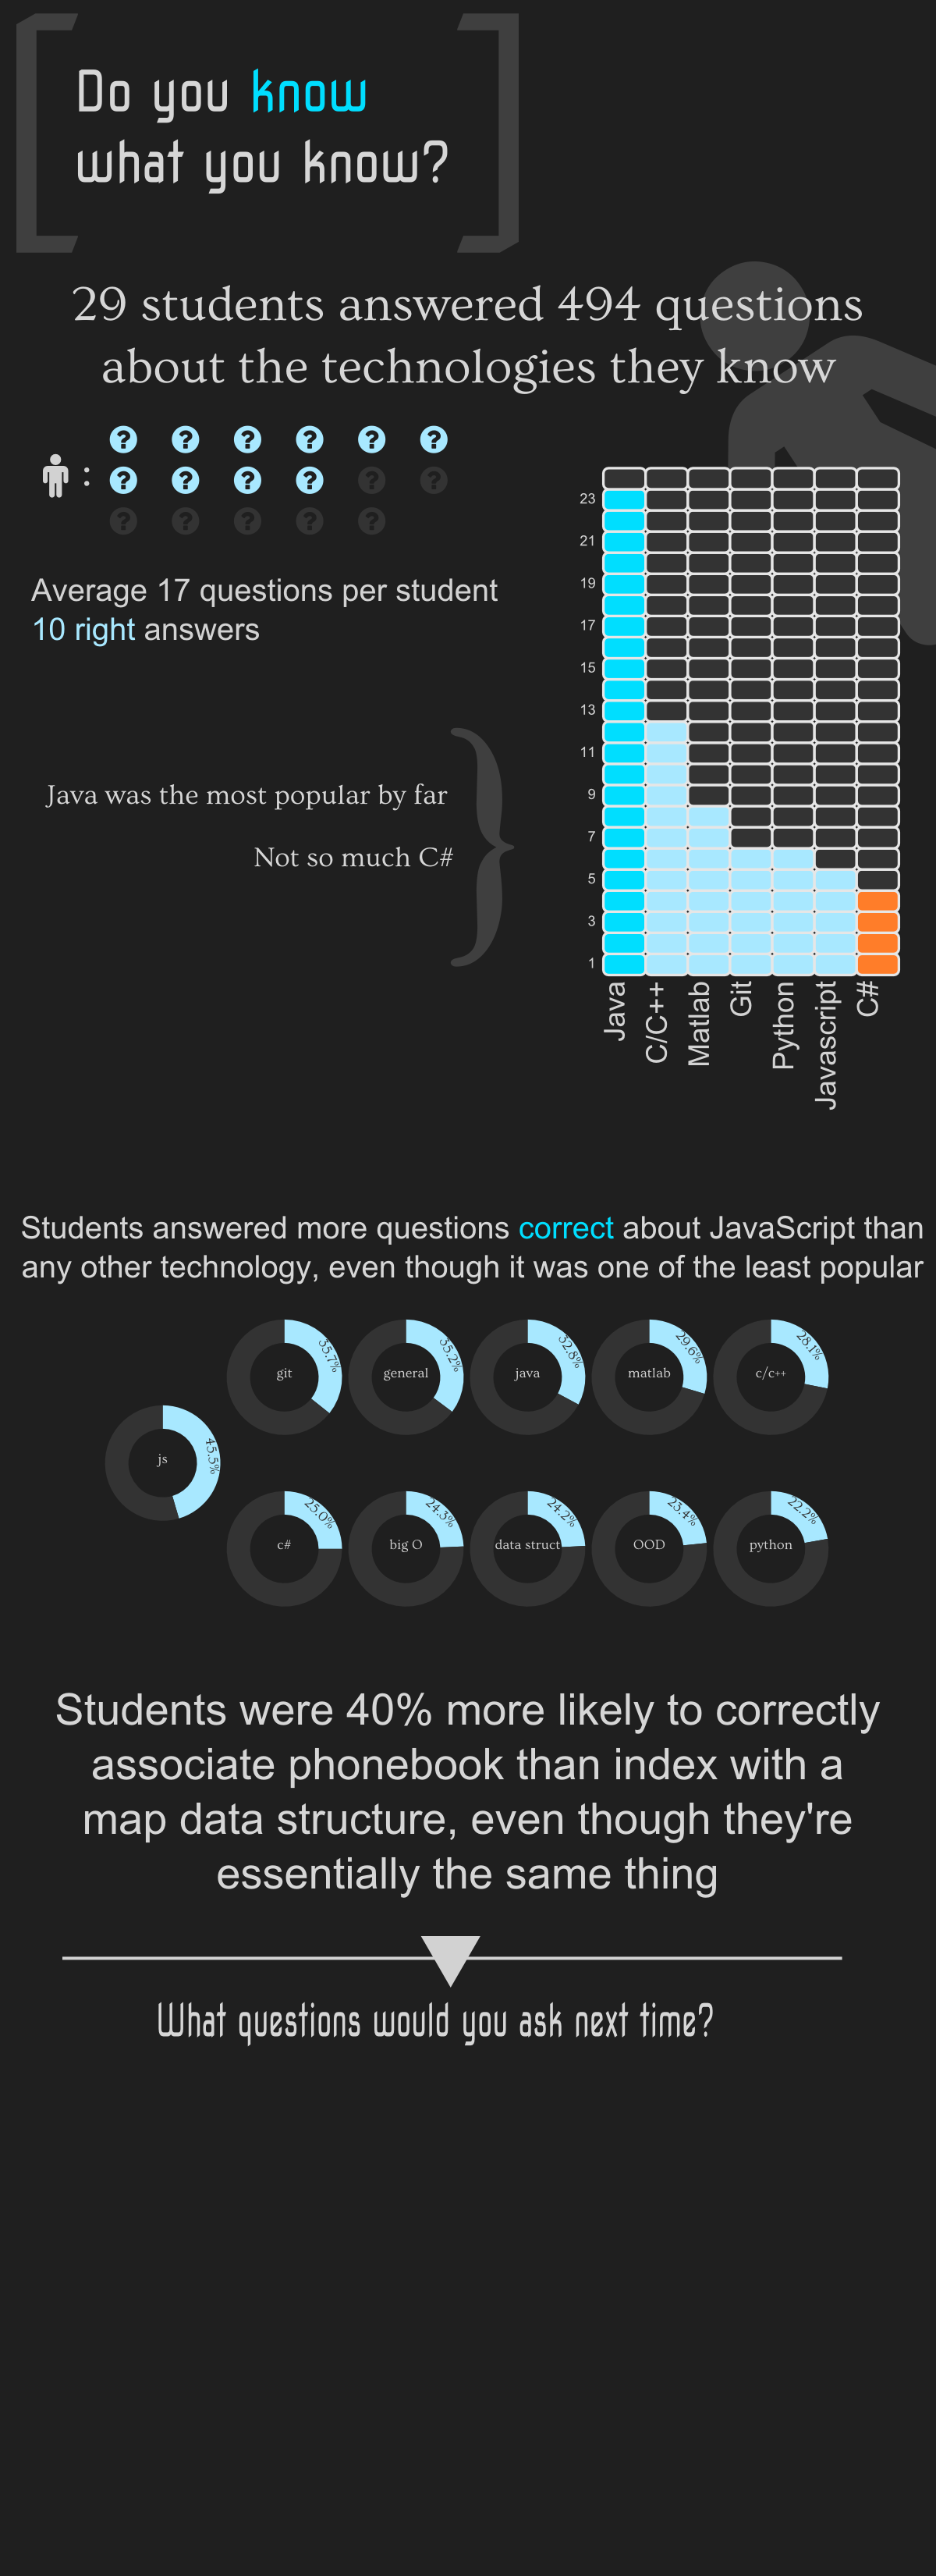 Do you know
what you know?
29 students answered 494 questions
about the technologies they know
? ? ? ? ? ?
:
? ? ? ? ? ?
? ? ? ? ?
Average 17 questions per student
10 right answers
Java was the most popular by far
Not so much C#
23
21
19
17
15
13
11
9
7
5
3
1
Java
C/C++
Matlab
Git
Python
Javascript
C#
Students answered more questions correct about JavaScript than
any other technology, even though it was one of the least popular
js
45.5%
git
35.7%
general
35.2%
java
32.8%
matlab
29.6%
c/c++
28.1%
c#
25.0%
big O
24.3%
data struct
24.2%
OOD
23.4%
python
22.2%
Students were 40% more likely to correctly
associate phonebook than index with a
map data structure, even though they're
essentially the same thing
What questions would you ask next time?